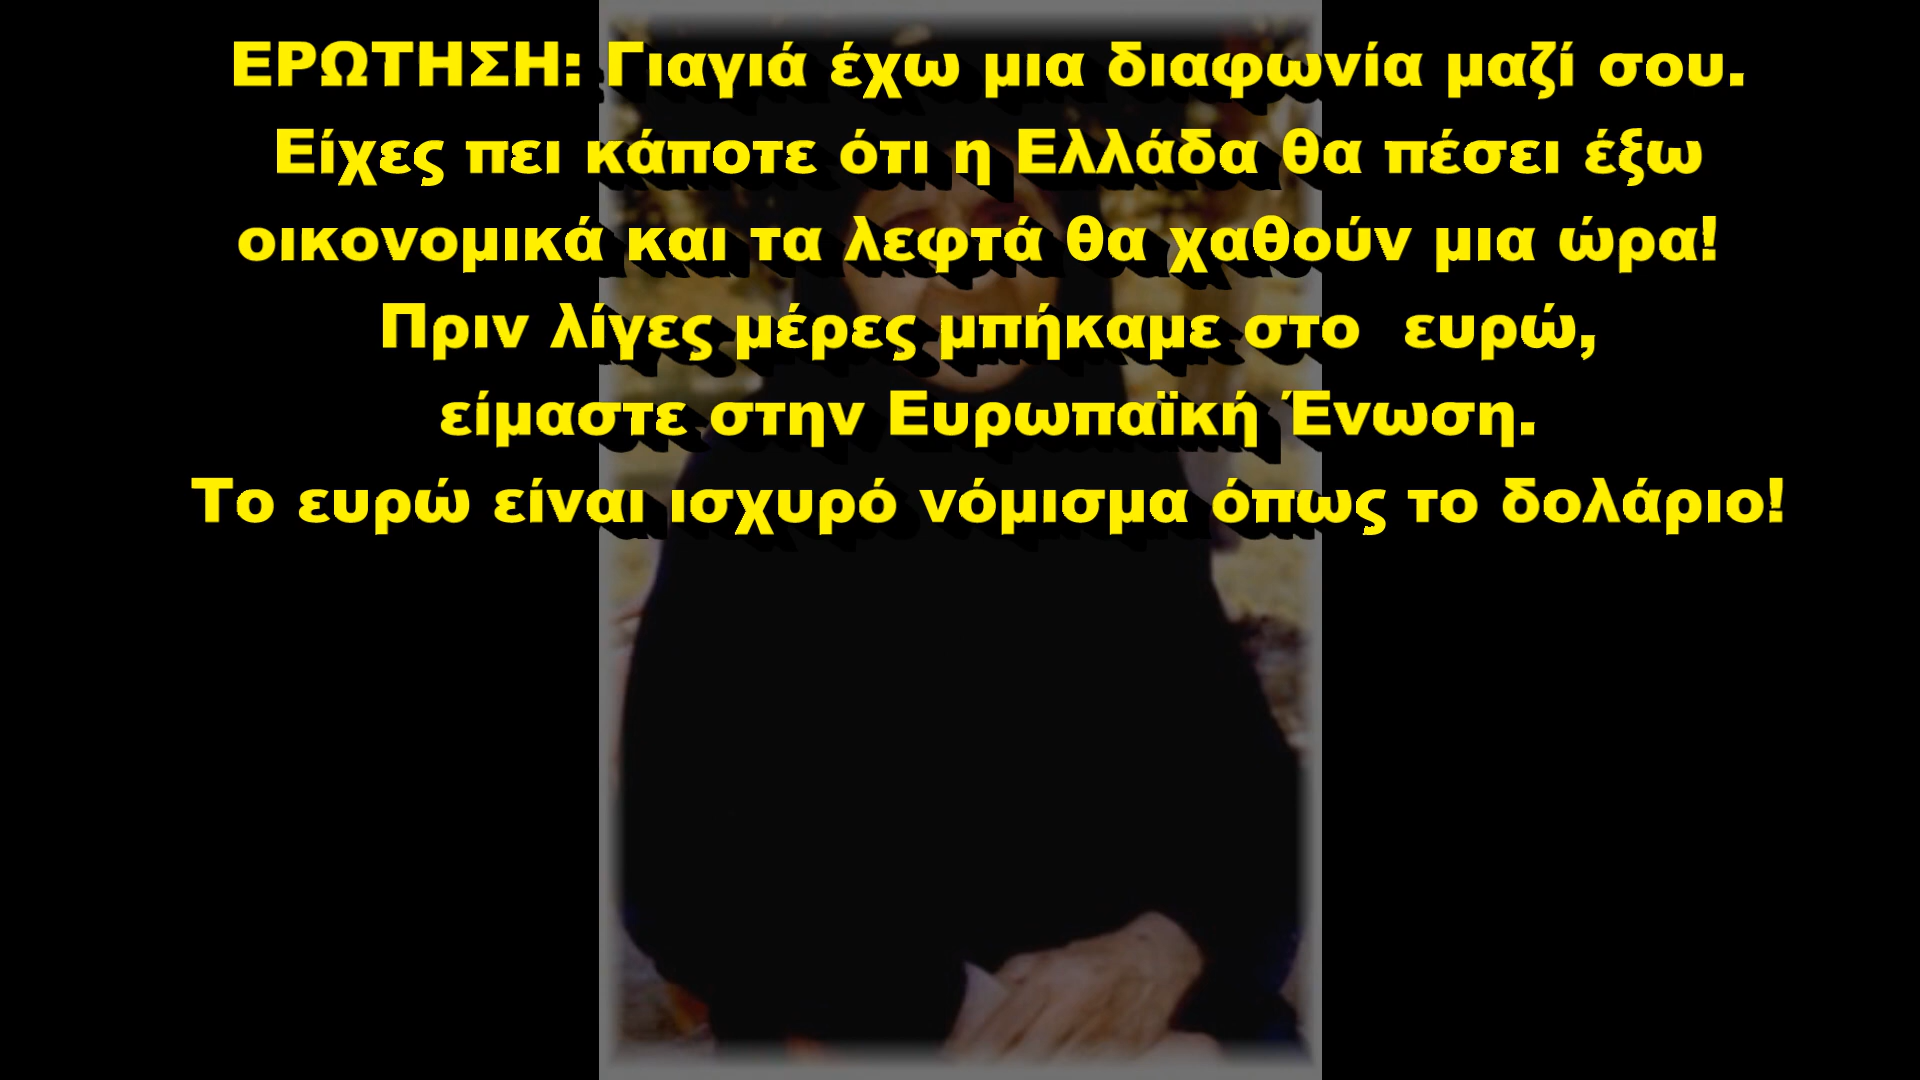 ΕΡΩΤΗΣΗ: Γιαγιά έχω μια διαφωνία μαζί σου.
Είχες πει κάποτε ότι η Ελλάδα θα πέσει έξω
οικονομικά και τα λεφτά θα χαθούν μια ώρα!
Πριν λίγες μέρες μπήκαμε στο  ευρώ,
είμαστε στην Ευρωπαϊκή Ένωση.
Το ευρώ είναι ισχυρό νόμισμα όπως το δολάριο!